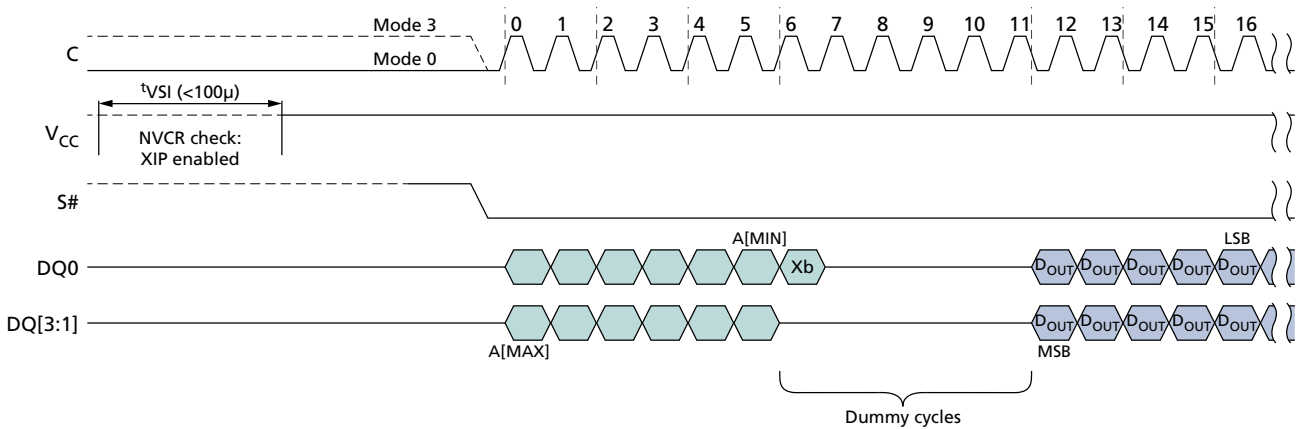 Mode 3
0 1 2 3 4 5 6 7 8 9 10 11 12 13 14 15 16
C
Mode 0
tVSI (<100µ)
VCC
NVCR check:
XIP enabled
S#
A[MIN]
LSB
DQ0
Xb
DOUT DOUT DOUT DOUT DOUT
DQ[3:1]
DOUT DOUT DOUT DOUT DOUT
A[MAX]
MSB
Dummy cycles